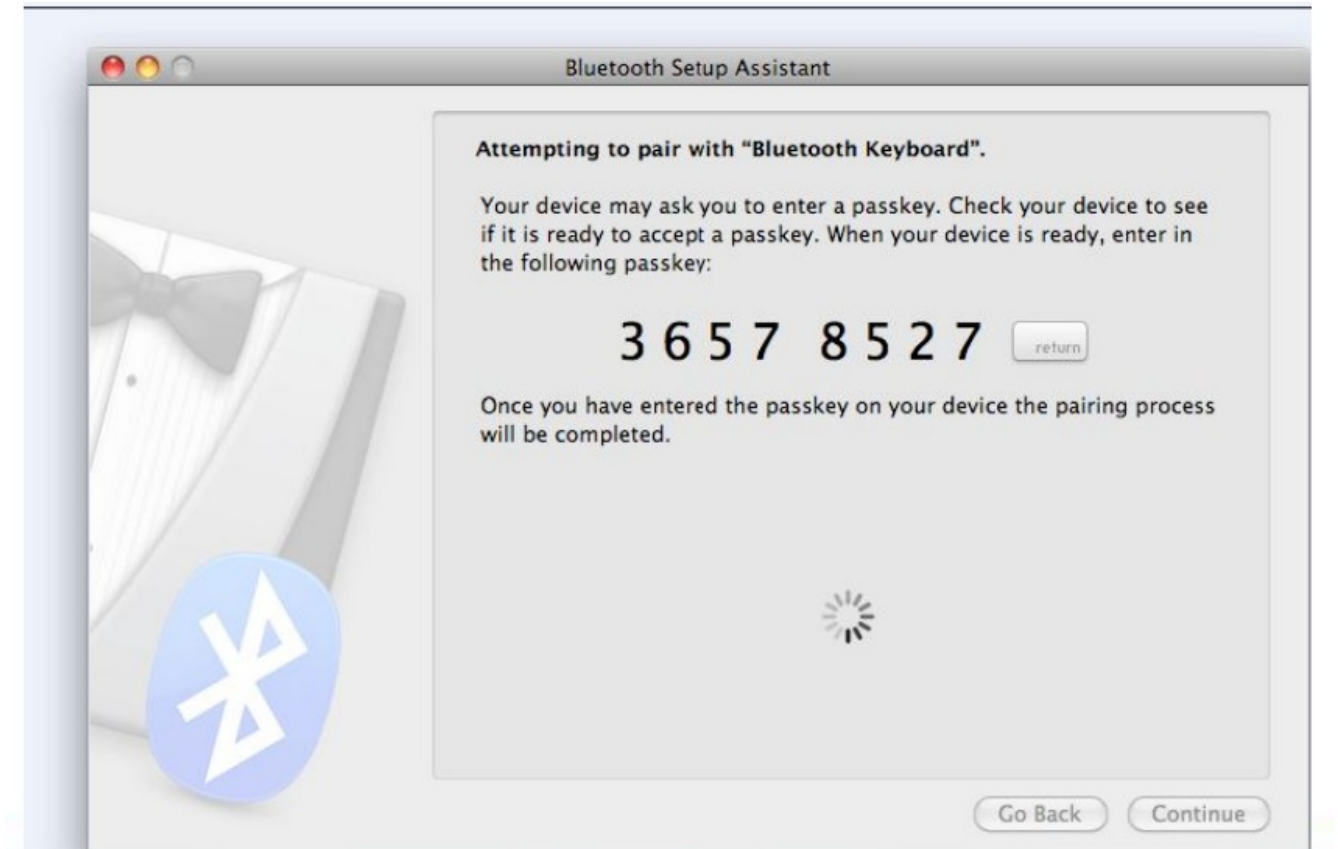 Bluetooth Setup Assistant
Attempting to pair with “Bluetooth Keyboard”.
Your device may ask you to enter a passkey. Check your device to see
if it is ready to accept a passkey. When your device is ready, enter in
the following passkey:
3657 8527 return
Once you have entered the passkey on your device the pairing process
will be completed.
Go Back Continue